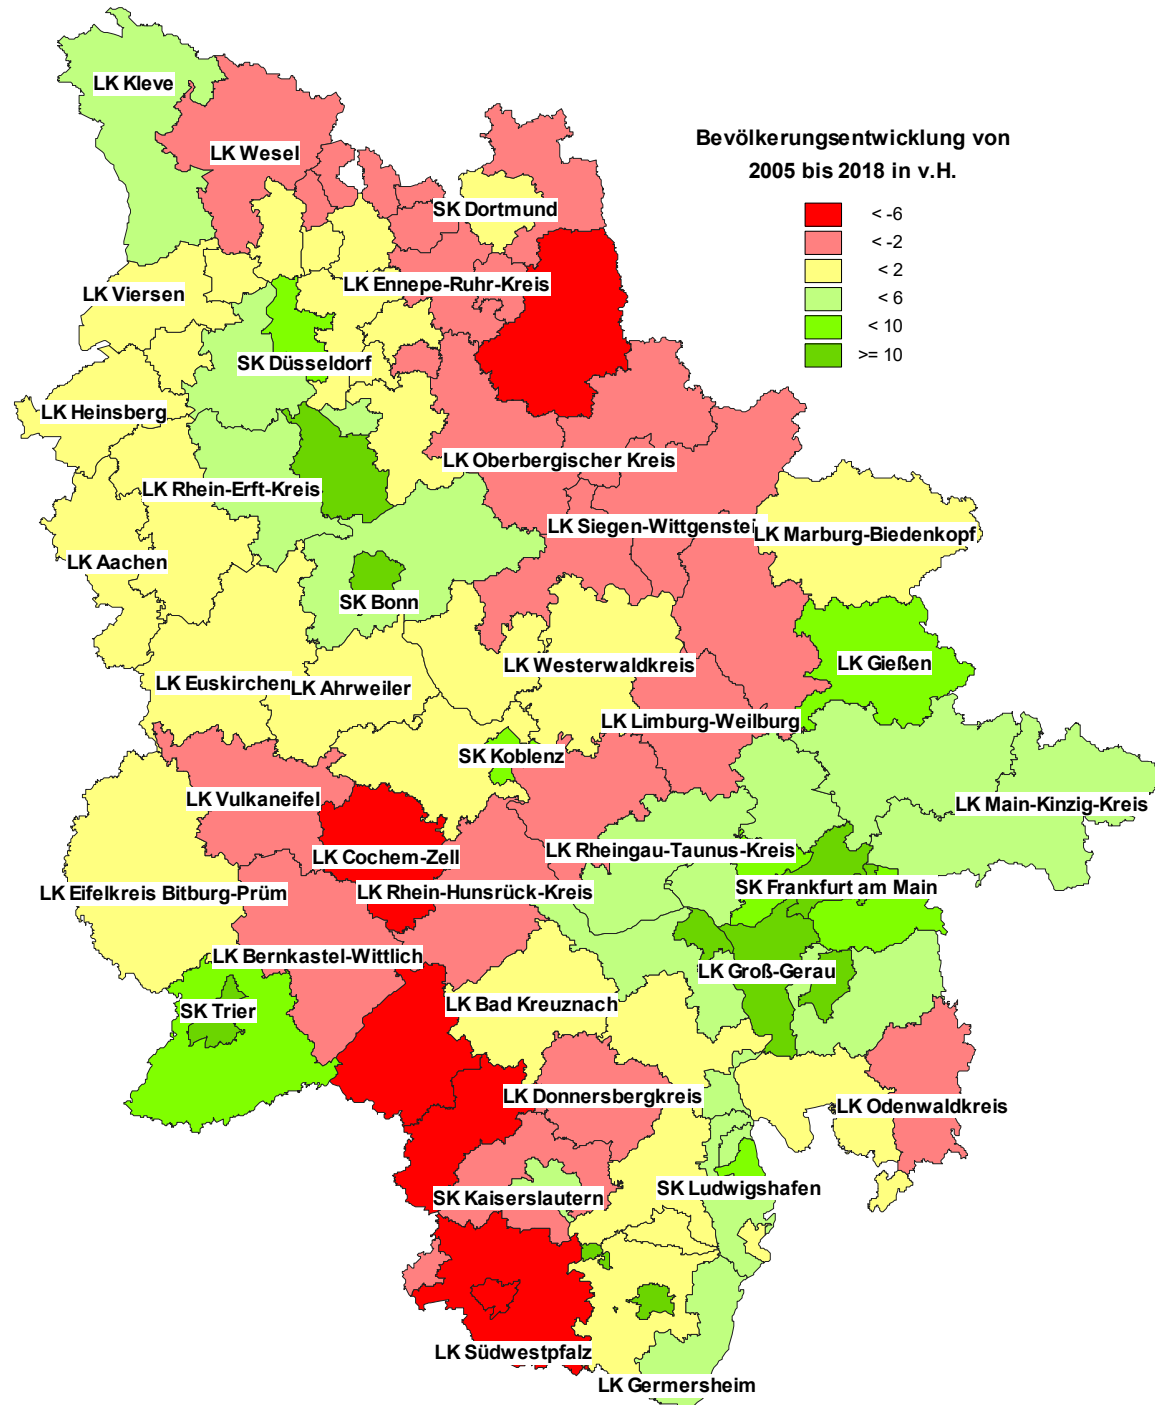 LK Kleve
Bevölkerungsentwicklung von
2005 bis 2018 in v.H.
LK Wesel
SK Dortmund
< -6
< -2
< 2
< 6
< 10
>= 10
LK Ennepe-Ruhr-Kreis
LK Viersen
SK Düsseldorf
LK Heinsberg
LK Oberbergischer Kreis
LK Rhein-Erft-Kreis
LK Siegen-Wittgenstei
LK Marburg-Biedenkopf
LK Aachen
SK Bonn
LK Westerwaldkreis
LK Gießen
LK Euskirchen
LK Ahrweiler
LK Limburg-Weilburg
SK Koblenz
LK Vulkaneifel
LK Main-Kinzig-Kreis
LK Cochem-Zell
LK Rheingau-Taunus-Kreis
LK Eifelkreis Bitburg-Prüm
LK Rhein-Hunsrück-Kreis
SK Frankfurt am Main
LK Bernkastel-Wittlich
LK Groß-Gerau
SK Trier
LK Bad Kreuznach
LK Donnersbergkreis
LK Odenwaldkreis
SK Kaiserslautern
SK Ludwigshafen
LK Südwestpfalz
LK Germersheim